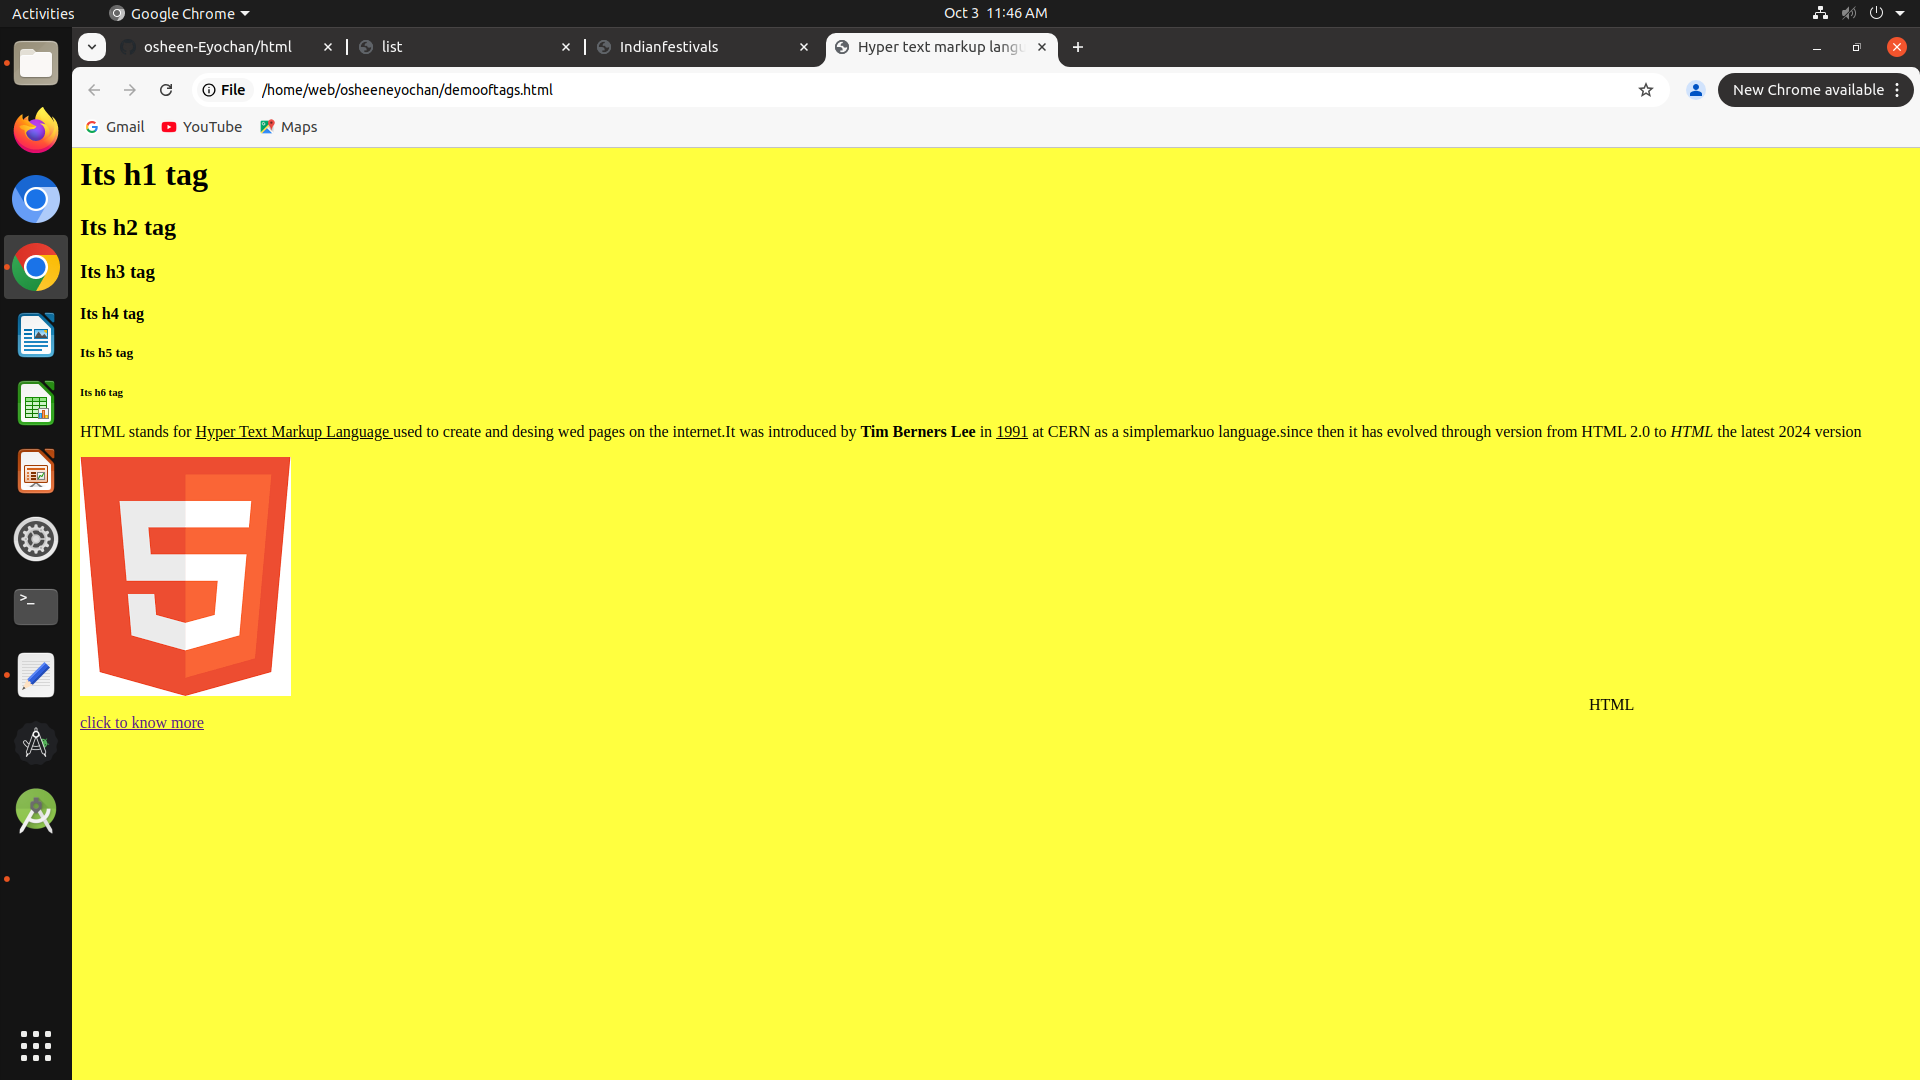 Activities
Google Chrome
Oct 3 11:46 AM
osheen-Eyochan/html
list
Indianfestivals
Hyper text markup langu
File
/home/web/osheeneyochan/demooftags.html
New Chrome available
Gmail
YouTube
Maps
Its h1 tag
Its h2 tag
Its h3 tag
Its h4 tag
Its h5 tag
Its h6 tag
HTML stands for Hyper Text Markup Language used to create and desing wed pages on the internet.It was introduced by Tim Berners Lee in 1991 at CERN as a simplemarkuo language.since then it has evolved through version from HTML 2.0 to HTML the latest 2024 version
5
HTML
click to know more
>_